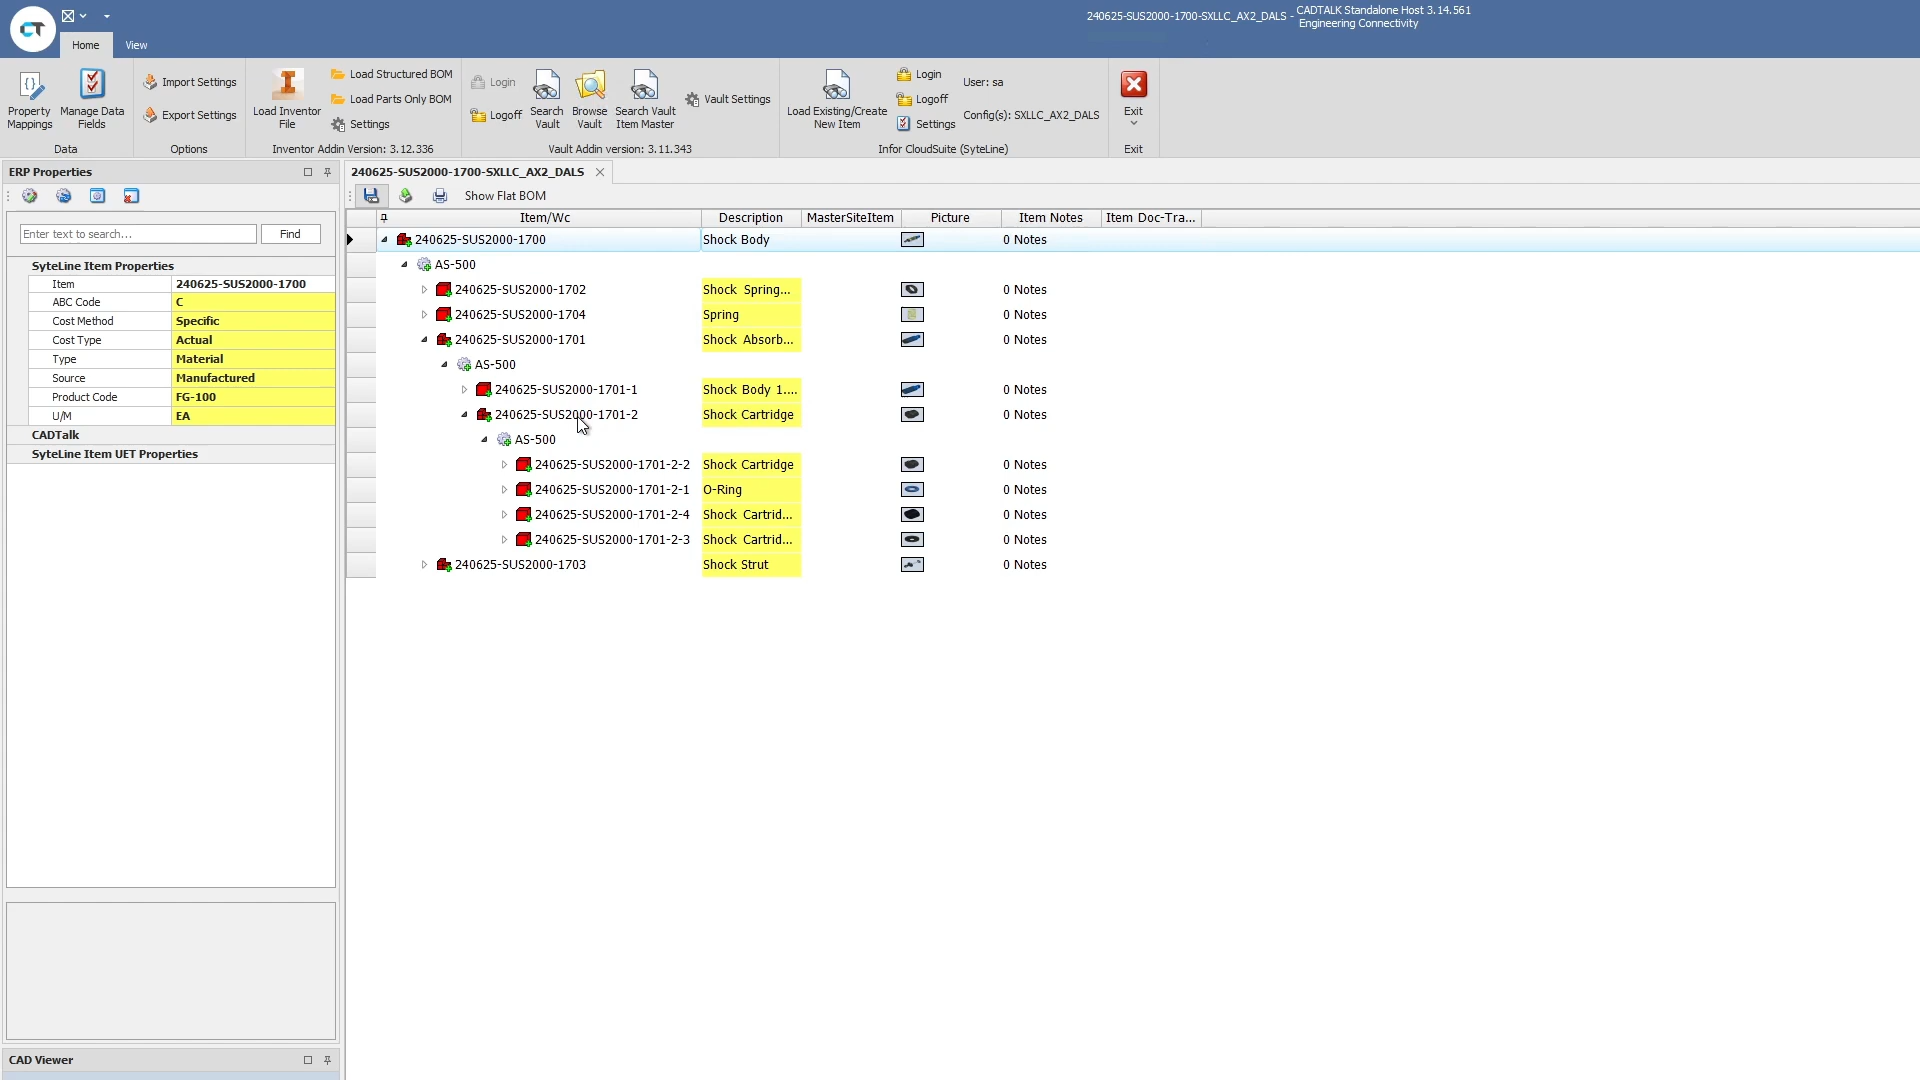 CT
240625-SUS2000-1700-SXLLC_AX2_DALS - CADTALK Standalone Host 3.14.561
Engineering Connectivity
Home View
Property Mappings
Manage Data Fields
Data
Import Settings
Export Settings
Options
Load Inventor File
Load Structured BOM
Load Parts Only BOM
Settings
Inventor Addin Version: 3.12.336
Login
Logoff
Search Vault
Browse Vault
Search Vault Item Master
Vault Settings
Vault Addin version: 3.11.343
Load Existing/Create New Item
Login
Logoff
Settings
User: sa
Config(s): SXLLC_AX2_DALS
Infor CloudSuite (SyteLine)
Exit
Exit
ERP Properties
Enter text to search...
Find
SyteLine Item Properties
Item 240625-SUS2000-1700
ABC Code C
Cost Method Specific
Cost Type Actual
Type Material
Source Manufactured
Product Code FG-100
U/M EA
CADTalk
SyteLine Item UET Properties
CAD Viewer
240625-SUS2000-1700-SXLLC_AX2_DALS
Show Flat BOM
Item/Wc Description MasterSiteItem Picture Item Notes Item Doc-Tra...
240625-SUS2000-1700 Shock Body 0 Notes
AS-500
240625-SUS2000-1702 Shock Spring... 0 Notes
240625-SUS2000-1704 Spring 0 Notes
240625-SUS2000-1701 Shock Absorb... 0 Notes
AS-500
240625-SUS2000-1701-1 Shock Body 1.... 0 Notes
240625-SUS2000-1701-2 Shock Cartridge 0 Notes
AS-500
240625-SUS2000-1701-2-2 Shock Cartridge 0 Notes
240625-SUS2000-1701-2-1 O-Ring 0 Notes
240625-SUS2000-1701-2-4 Shock Cartrid... 0 Notes
240625-SUS2000-1701-2-3 Shock Cartrid... 0 Notes
240625-SUS2000-1703 Shock Strut 0 Notes